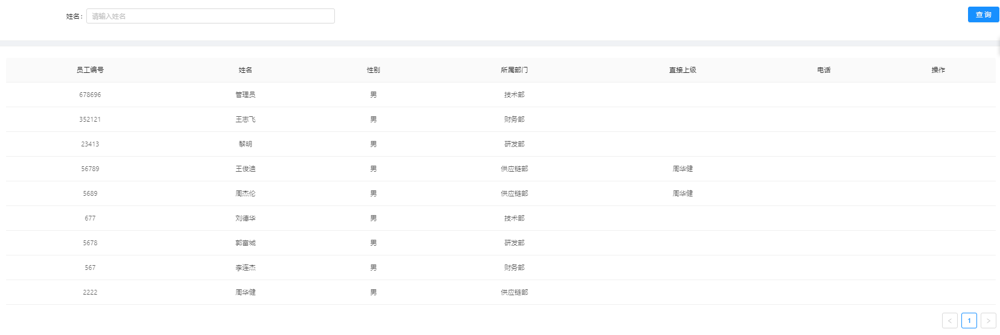 姓名: 请输入姓名 查询
员工编号 姓名 性别 所属部门 直接上级 电话 操作
678696 管理员 男 技术部
352121 王志飞 男 财务部
23413 黎明 男 研发部
56789 王俊迪 男 供应链部 周华健
5689 周杰伦 男 供应链部 周华健
677 刘德华 男 技术部
5678 郭富城 男 研发部
567 李连杰 男 财务部
2222 周华健 男 供应链部
< 1 >